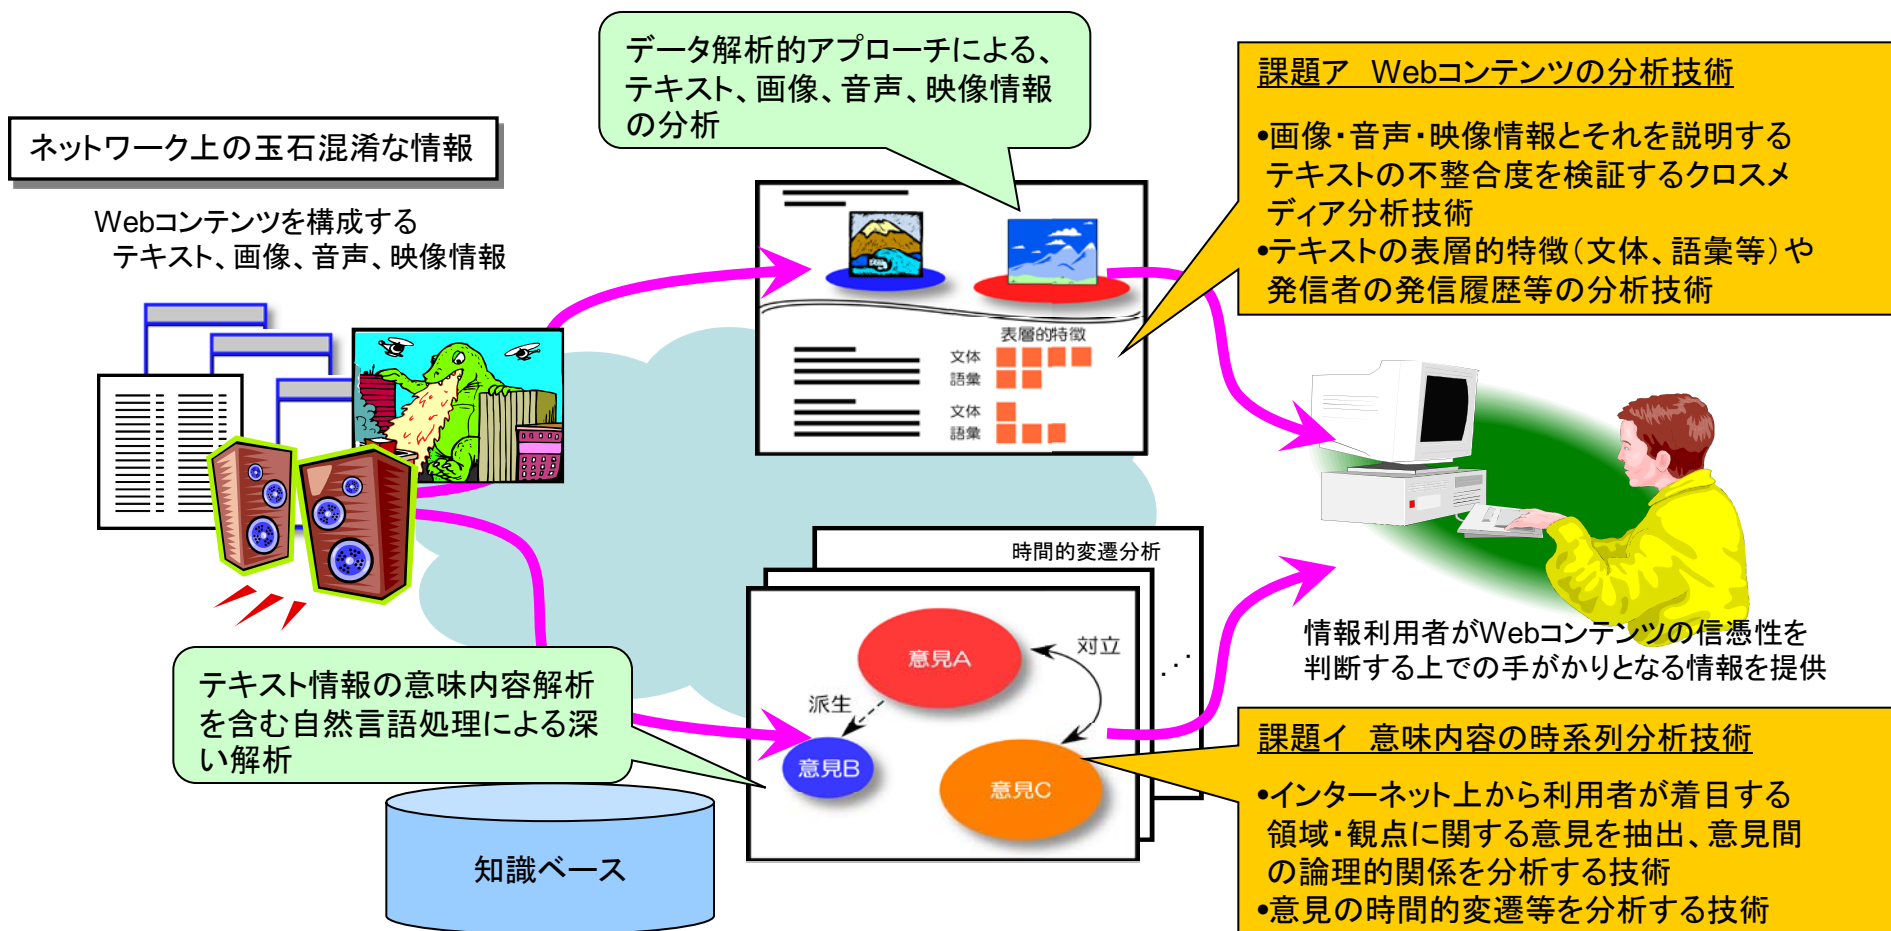 データ解析的アプローチによる、
テキスト、画像、音声、映像情報
の分析
課題ア　Webコンテンツの分析技術
•画像・音声・映像情報とそれを説明する
テキストの不整合度を検証するクロスメ
ディア分析技術
•テキストの表層的特徴（文体、語彙等）や
発信者の発信履歴等の分析技術
ネットワーク上の玉石混淆な情報
Webコンテンツを構成する
テキスト、画像、音声、映像情報
表層的特徴
文体
語彙
文体
語彙
時間的変遷分析
意見A
対立
派生
意見B
意見C
・・・
情報利用者がWebコンテンツの信憑性を
判断する上での手がかりとなる情報を提供
テキスト情報の意味内容解析
を含む自然言語処理による深
い解析
知識ベース
課題イ　意味内容の時系列分析技術
•インターネット上から利用者が着目する
領域・観点に関する意見を抽出、意見間
の論理的関係を分析する技術
•意見の時間的変遷等を分析する技術